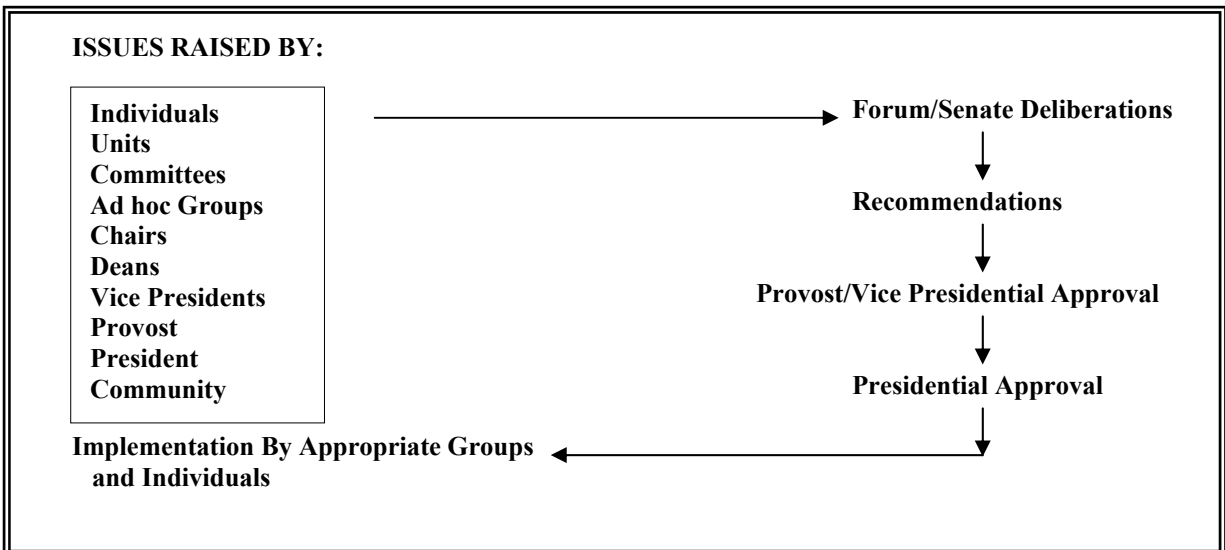 ISSUES RAISED BY:
Individuals
Units
Committees
Ad hoc Groups
Chairs
Deans
Vice Presidents
Provost
President
Community
Forum/Senate Deliberations
Recommendations
Provost/Vice Presidential Approval
Presidential Approval
Implementation By Appropriate Groups
and Individuals